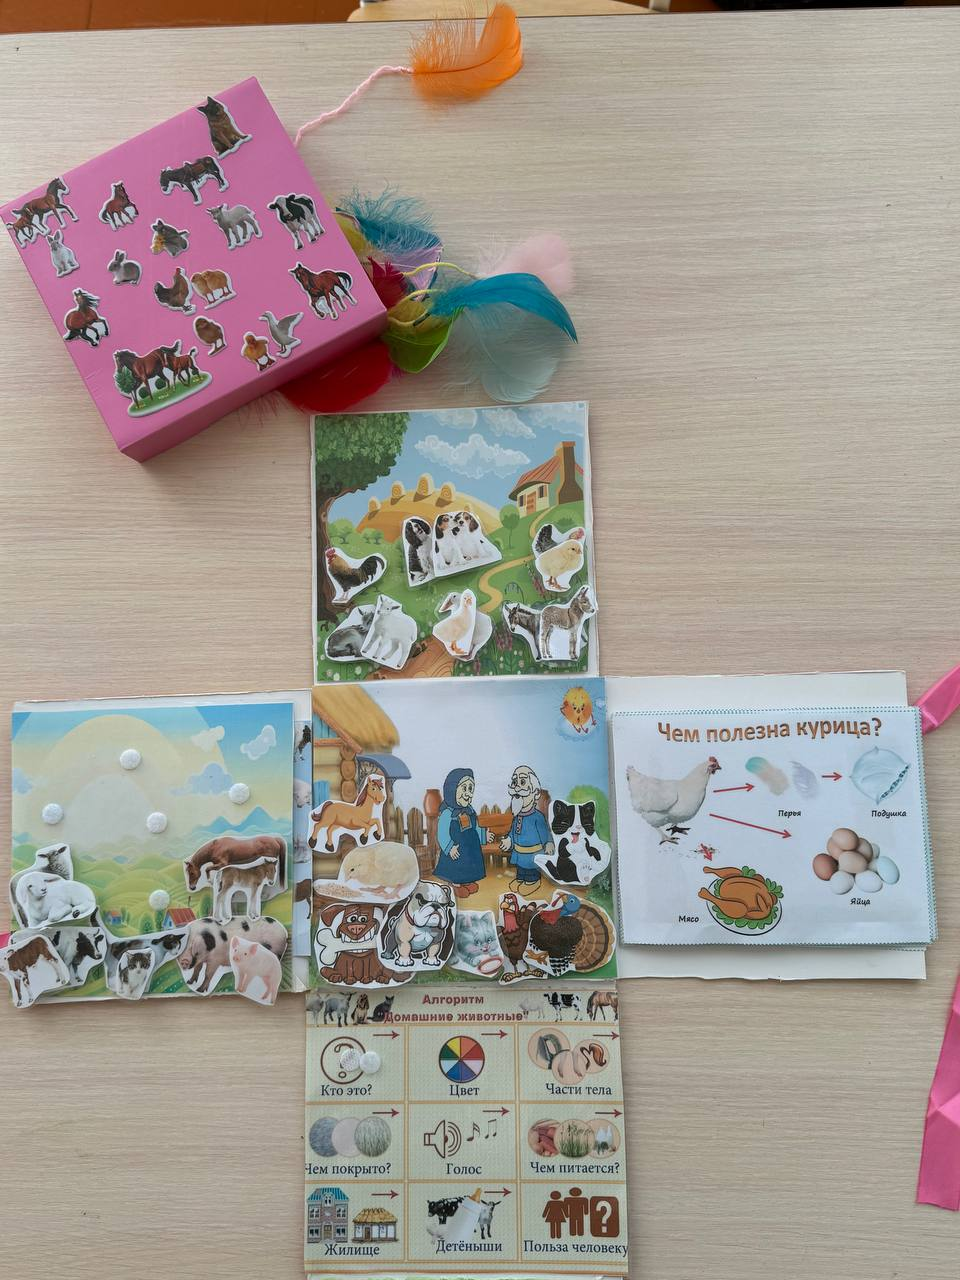 Чем полезна курица?
Перья
Подушка
Яйца
Мясо
Алгоритм
Домашние животные
Кто это?
Цвет
Части тела
Чем покрыто?
Голос
Чем питается?
Жилище
Детёныши
Польза человеку